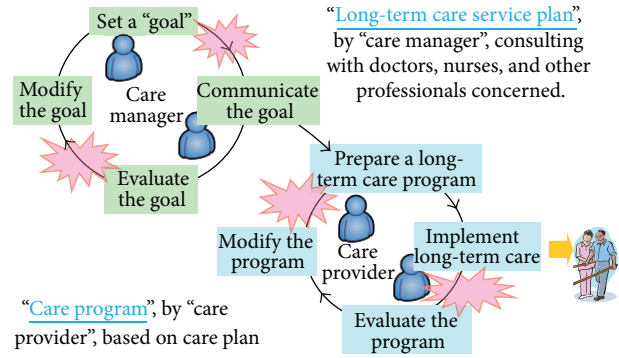 Set a “goal”
Modify
the goal
Care
manager
Communicate
the goal
Evaluate
the goal
“Long-term care service plan”,
by “care manager”, consulting
with doctors, nurses, and other
professionals concerned.
Prepare a long-
term care program
Modify the
program
Care
provider
Implement
long-term care
Evaluate the
program
“Care program”, by “care
provider”, based on care plan